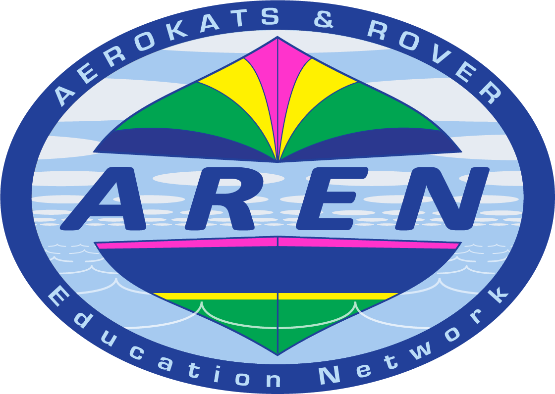 AEROKATS & ROVER
AREN
Education Network